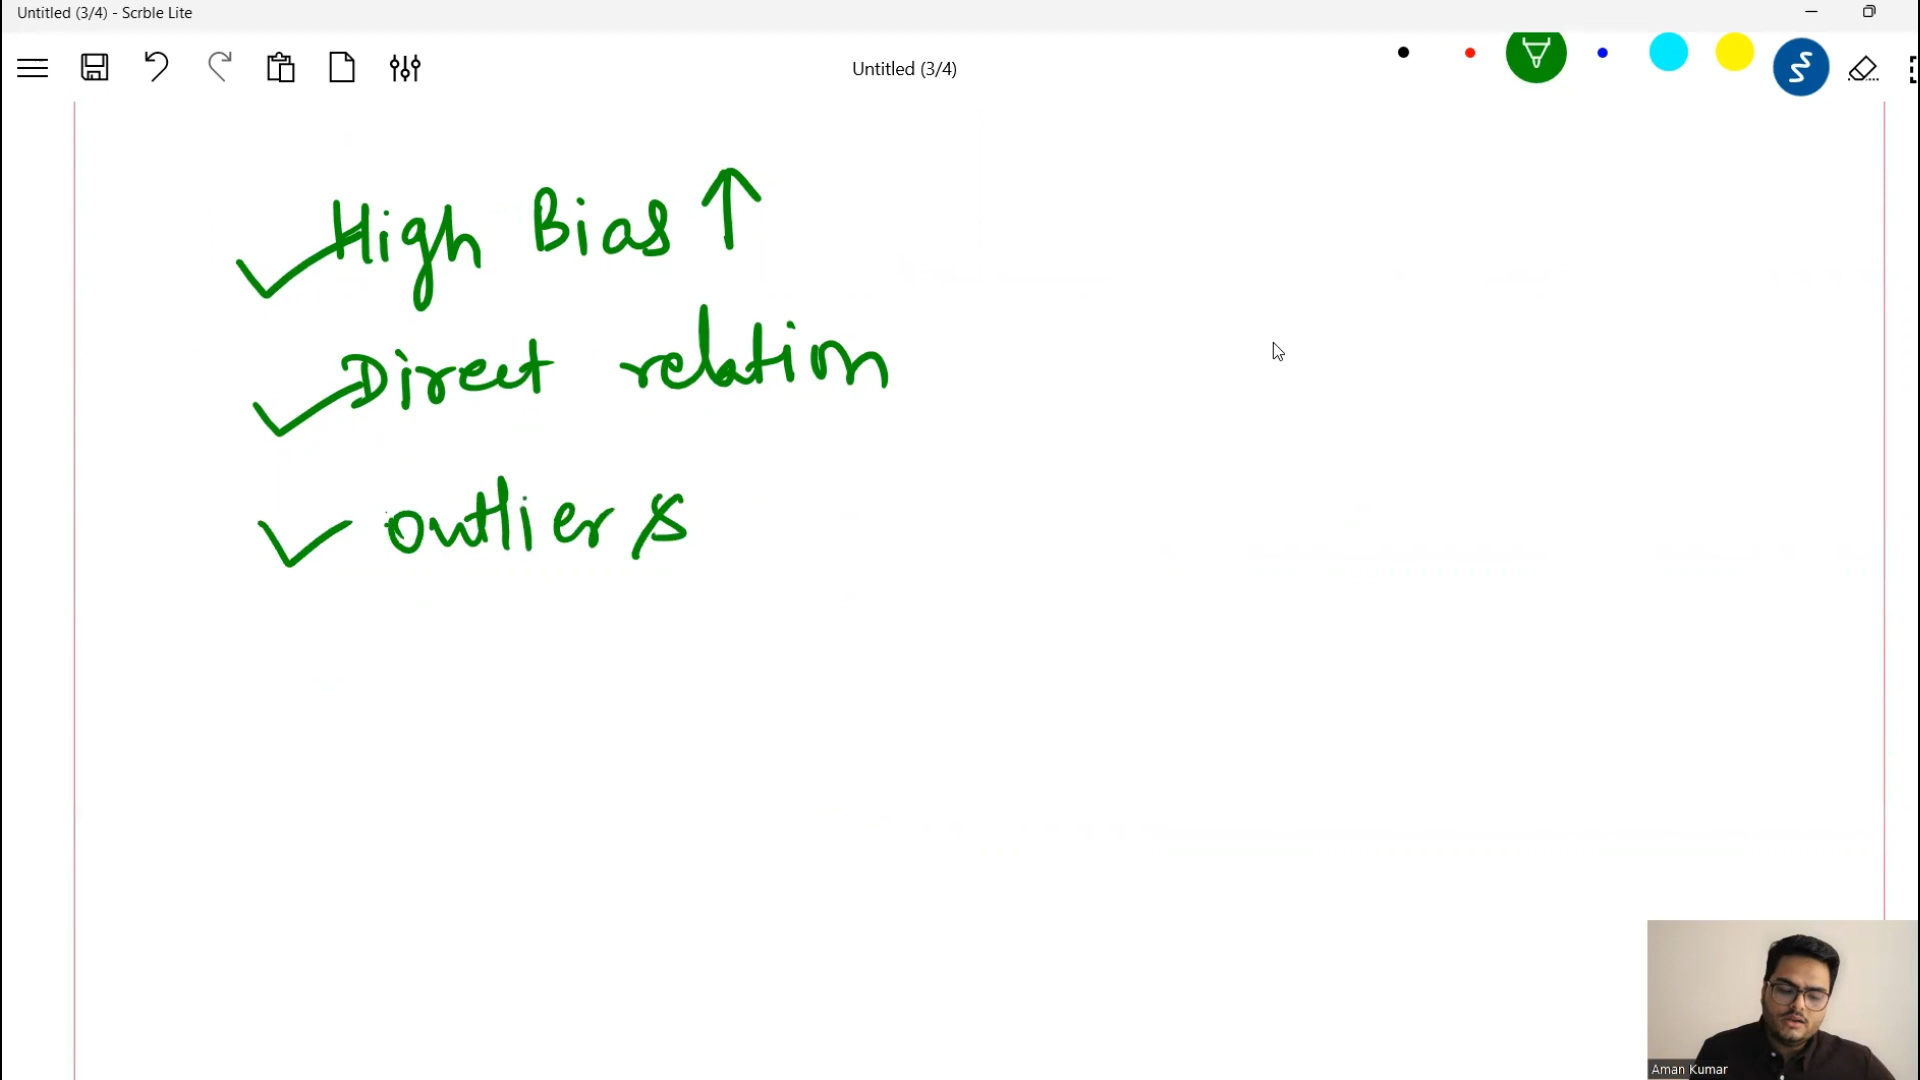 Untitled (3/4) - Scrble Lite
Untitled (3/4)
High Bias ↑
✓ Direct relation
✓ outliers
Aman Kumar